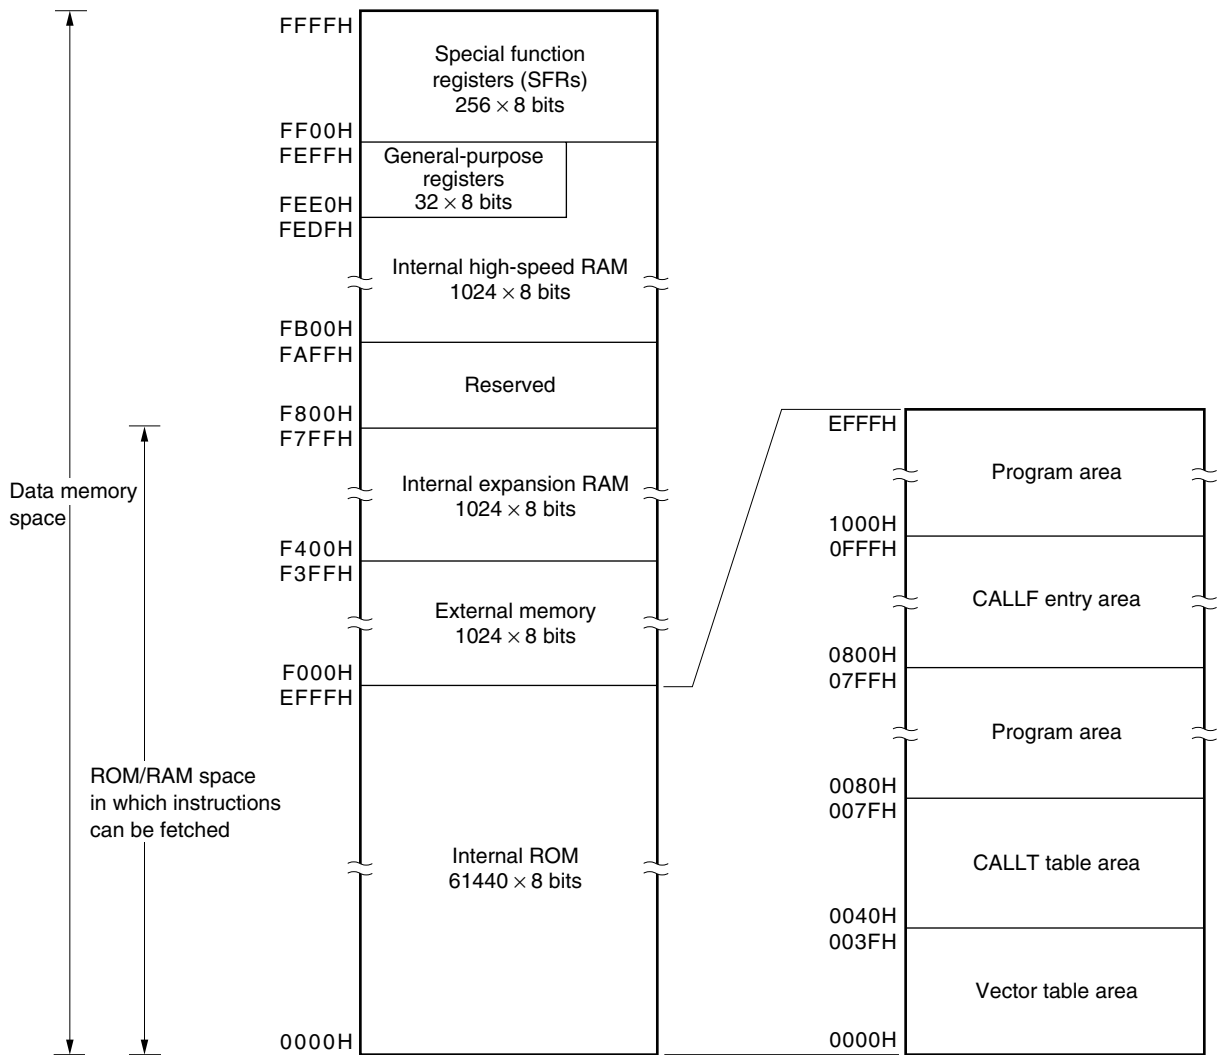 FFFFH
Special function
registers (SFRs)
256 × 8 bits
FF00H
FEFFH
General-purpose
registers
32 × 8 bits
FEE0H
FEDFH
Internal high-speed RAM
1024 × 8 bits
FB00H
FAFFH
Reserved
F800H
F7FFH
Data memory
space
Internal expansion RAM
1024 × 8 bits
F400H
F3FFH
External memory
1024 × 8 bits
F000H
EFFFH
ROM/RAM space
in which instructions
can be fetched
Internal ROM
61440 × 8 bits
0000H
EFFFH
Program area
1000H
0FFFH
CALLF entry area
0800H
07FFH
Program area
0080H
007FH
CALLT table area
0040H
003FH
Vector table area
0000H